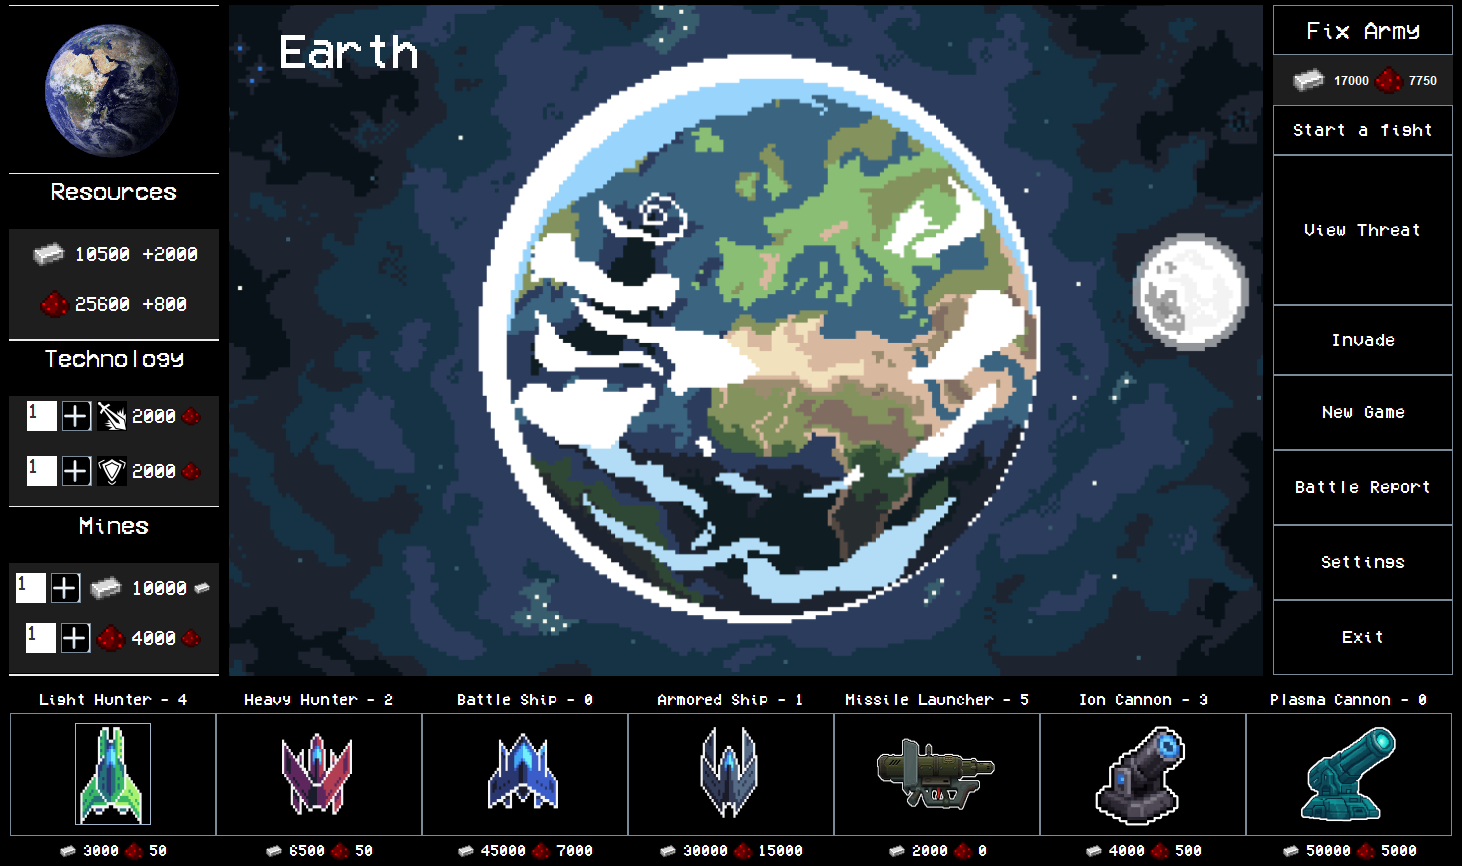 Earth
Resources
10500 +2000
25600 +800
Technology
1 2000
1 2000
Mines
1 10000
1 4000
Fix Army
17000 7750
Start a fight
View Threat
Invade
New Game
Battle Report
Settings
Exit
Light Hunter - 4
Heavy Hunter - 2
Battle Ship - 0
Armored Ship - 1
Missile Launcher - 5
Ion Cannon - 3
Plasma Cannon - 0
3000 50
6500 50
45000 7000
30000 15000
2000 0
4000 500
50000 5000